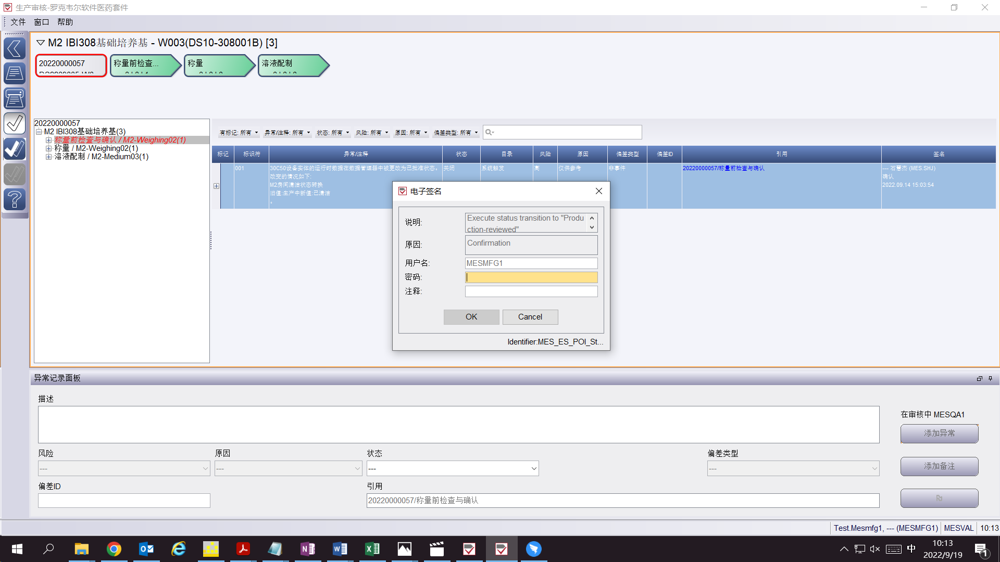 生产审核-罗克韦尔软件医药套件
文件 窗口 帮助
M2 IBI308基础培养基 - W003(DS10-308001B) [3]
20220000057
称量前检查...
称量
溶液配制
20220000057
M2 IBI308基础培养基(3)
称量前检查与确认 / M2-Weighing02(1)
称量 / M2-Weighing02(1)
溶液配制 / M2-Medium03(1)
有标记: 所有 异常/注释: 所有 状态: 所有 风险: 所有 原因: 所有 偏差类型: 所有
标记 标识符 异常/注释 状态 目录 风险 原因 偏差类型 偏差ID 引用 签名
001 30C50设备实体的运行时数据在数据管理器中被更改为已批准状态。 关闭 系统触发 高 仅供参考 非事件 20220000057/称量前检查与确认 --- 石慧杰 (MES.SHJ)
改变的情况如下: 确认
M2房间清洁状态转换 2022.09.14 15:03:54
旧值:生产中新值:已清洁
。
电子签名
说明: Execute status transition to "Produ
ction-reviewed"
原因: Confirmation
用户名: MESMFG1
密码:
注释:
OK Cancel
Identifier:MES_ES_POI_St...
异常记录面板
描述
在审核中 MESQA1
添加异常
风险 原因 状态 偏差类型
--- --- --- ---
添加备注
偏差ID 引用
20220000057/称量前检查与确认
Test.Mesmfg1, --- (MESMFG1) MESVAL 10:13
中 10:13
2022/9/19
1